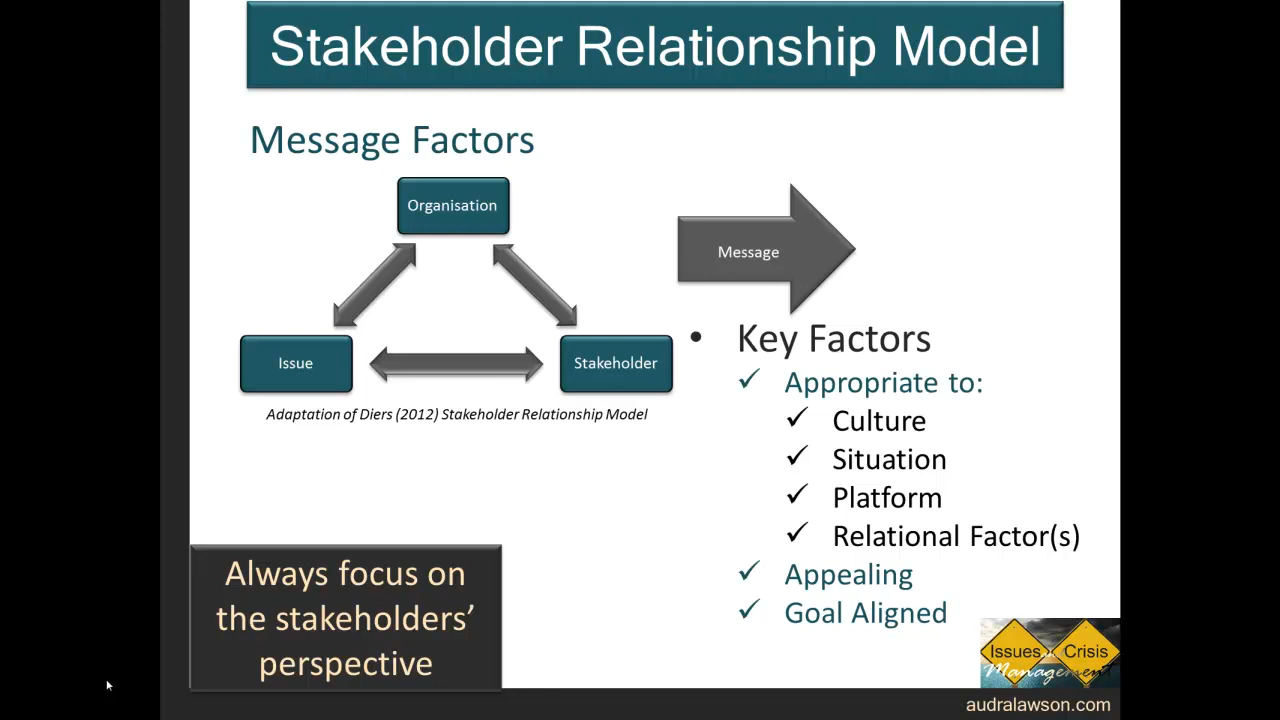 Stakeholder Relationship Model
Message Factors
Organisation
Issue
Stakeholder
Adaptation of Diers (2012) Stakeholder Relationship Model
Message
• Key Factors
✓ Appropriate to:
✓ Culture
✓ Situation
✓ Platform
✓ Relational Factor(s)
✓ Appealing
✓ Goal Aligned
Always focus on
the stakeholders’
perspective
Issues
Crisis
Management
audralawson.com